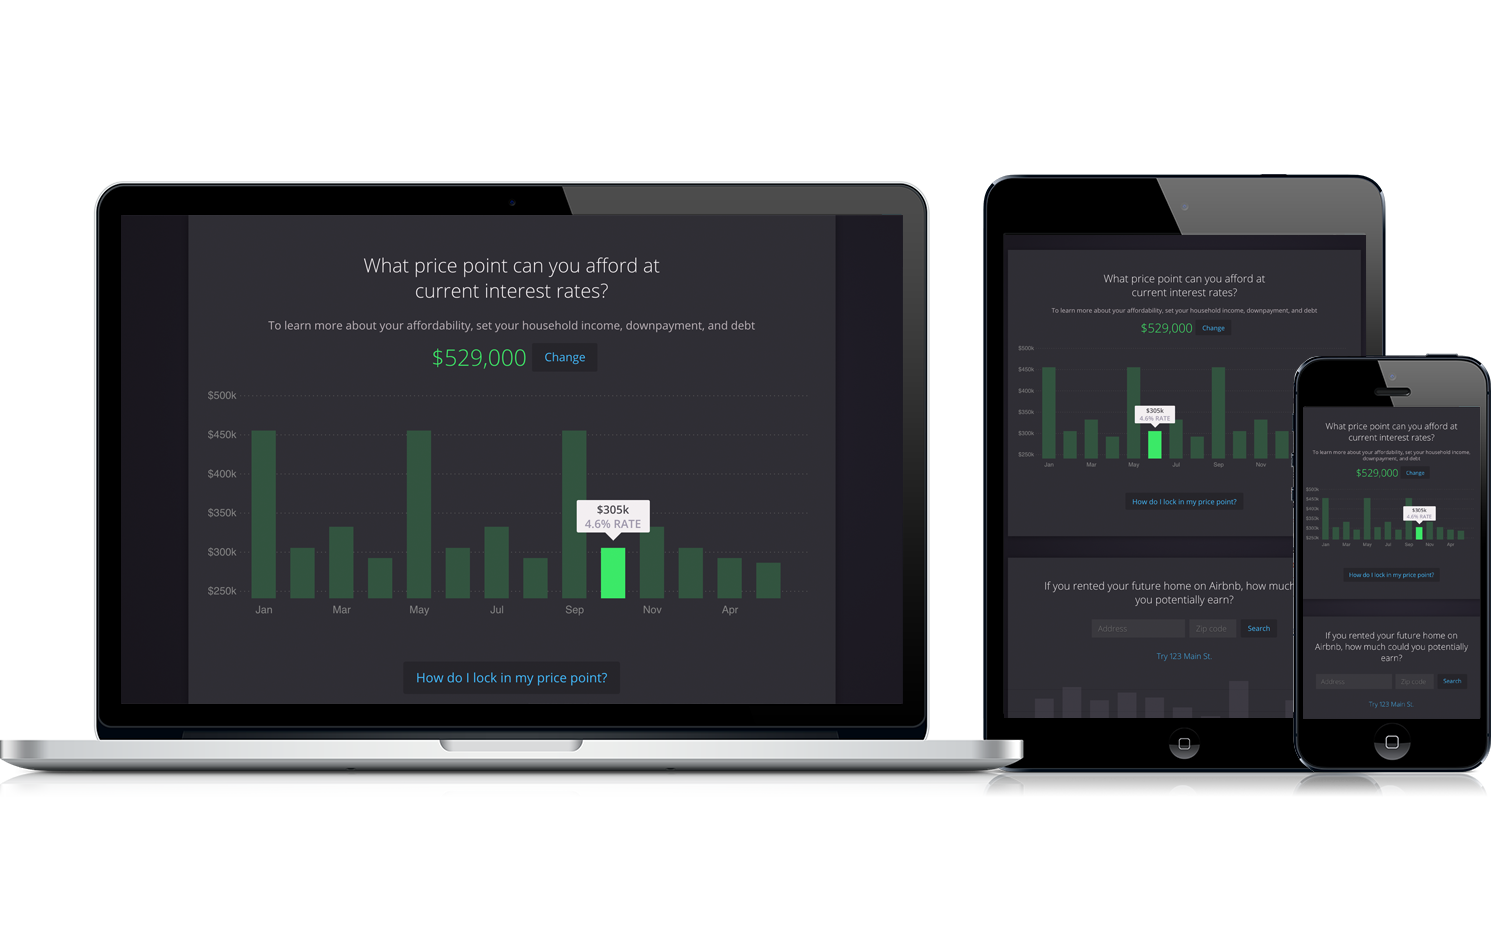 What price point can you afford at
current interest rates?
To learn more about your affordability, set your household income, downpayment, and debt
$529,000 Change
$500k
$450k
$400k
$350k
$300k
$250k
$305k
4.6% RATE
Jan Mar May Jul Sep Nov Apr
How do I lock in my price point?
What price point can you afford at
current interest rates?
To learn more about your affordability, set your household income, downpayment, and debt
$529,000 Change
$500k
$450k
$400k
$350k
$300k
$250k
$305k
4.6% RATE
Jan Mar May Jul Sep Nov
How do I lock in my price point?
If you rented your future home on Airbnb, how much
you potentially earn?
Address Zip code Search
Try 123 Main St.
What price point can you afford at
current interest rates?
To learn more about your affordability, set your household income,
downpayment, and debt
$529,000 Change
$500k
$450k
$400k
$350k
$300k
$250k
$305k
4.6% RATE
Jan Mar May Jul Sep Nov Apr
How do I lock in my price point?
If you rented your future home on
Airbnb, how much could you potentially
earn?
Address Zip code Search
Try 123 Main St.